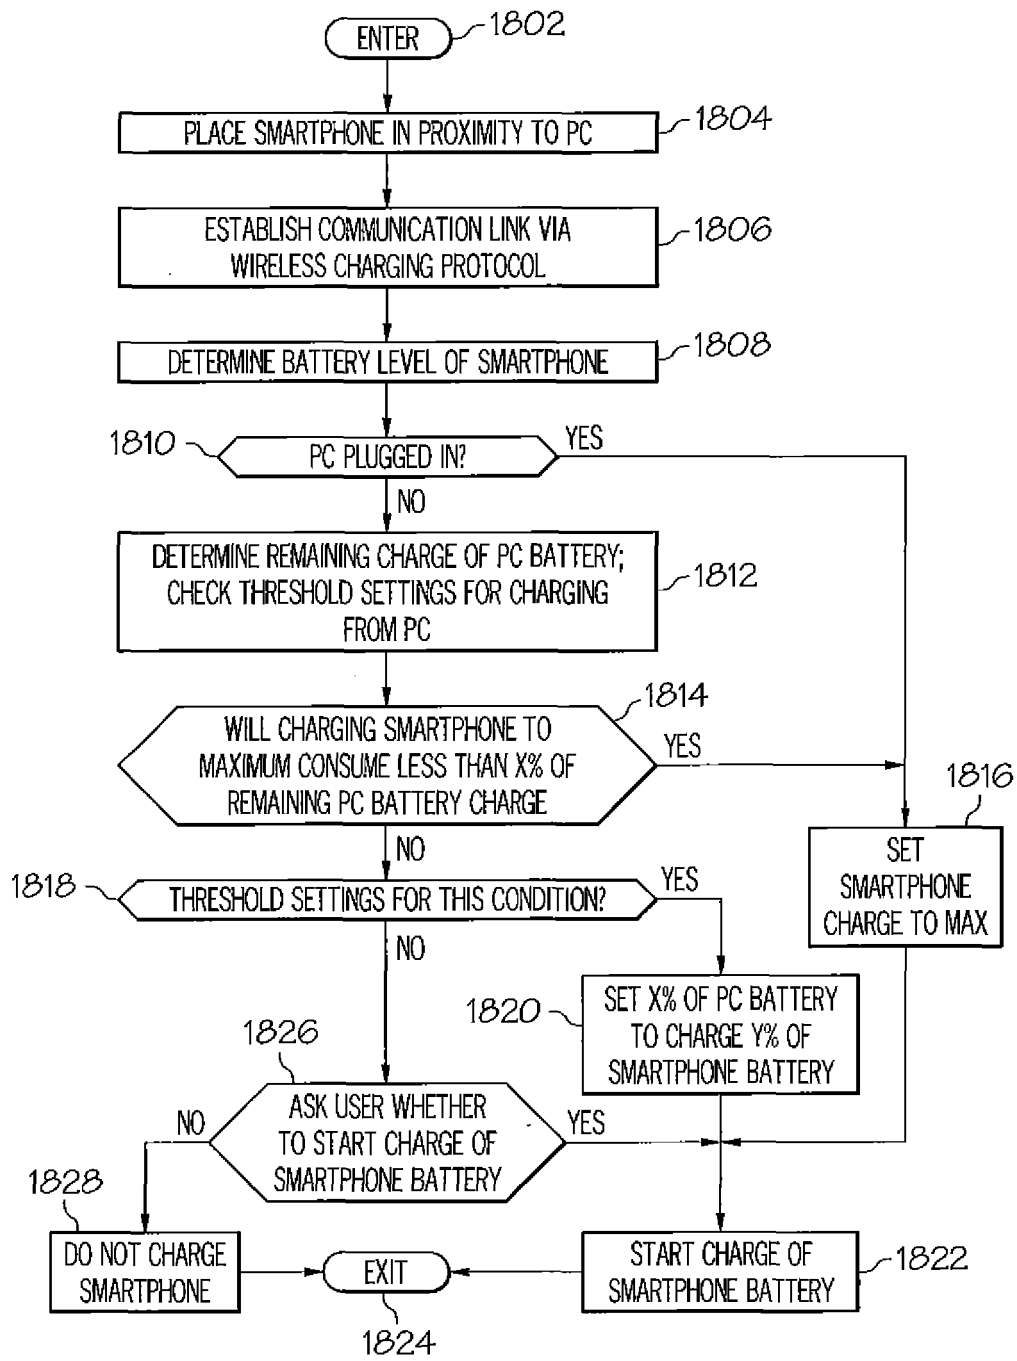 ENTER
1802
PLACE SMARTPHONE IN PROXIMITY TO PC
1804
ESTABLISH COMMUNICATION LINK VIA
WIRELESS CHARGING PROTOCOL
1806
DETERMINE BATTERY LEVEL OF SMARTPHONE
1808
1810
PC PLUGGED IN?
YES
NO
DETERMINE REMAINING CHARGE OF PC BATTERY;
CHECK THRESHOLD SETTINGS FOR CHARGING
FROM PC
1812
WILL CHARGING SMARTPHONE TO
MAXIMUM CONSUME LESS THAN X% OF
REMAINING PC BATTERY CHARGE
1814
YES
NO
1816
SET
SMARTPHONE
CHARGE TO MAX
1818
THRESHOLD SETTINGS FOR THIS CONDITION?
YES
NO
1820
SET X% OF PC BATTERY
TO CHARGE Y% OF
SMARTPHONE BATTERY
1826
ASK USER WHETHER
TO START CHARGE OF
SMARTPHONE BATTERY
NO
YES
1828
DO NOT CHARGE
SMARTPHONE
EXIT
1824
START CHARGE OF
SMARTPHONE BATTERY
1822